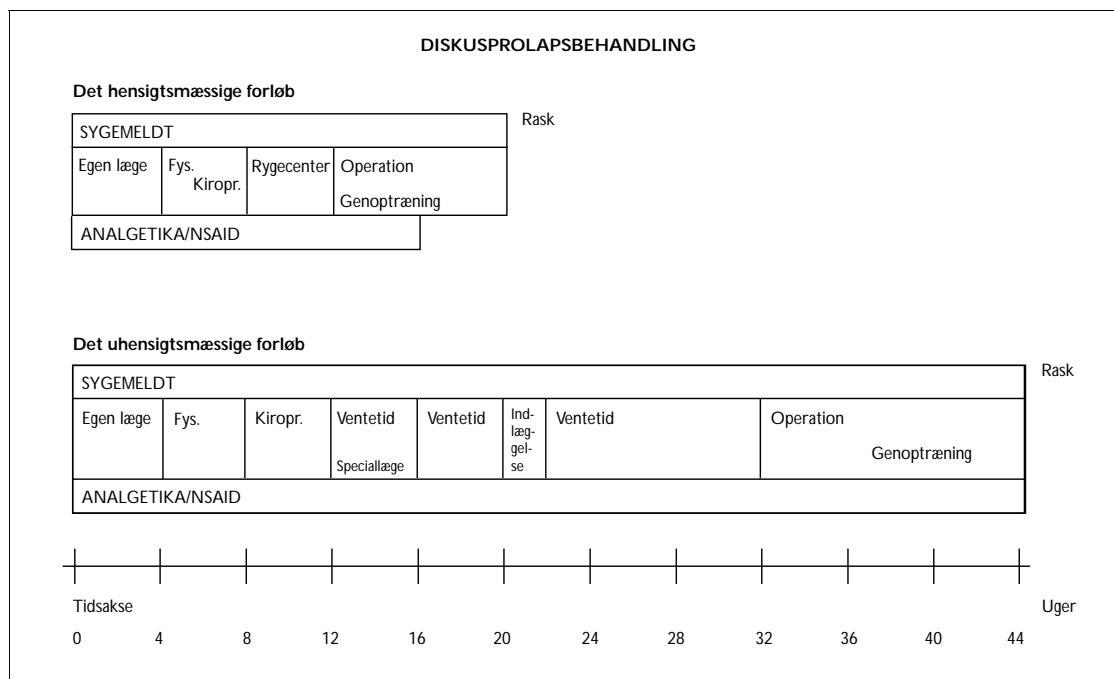 DISKUSPROLAPSBEHANDLING
Det hensigtsmæssige forløb
SYGEMELDT
Rask
Egen læge
Fys.
Kiropr.
Rygecenter
Operation
Genoptræning
ANALGETIKA/NSAID
Det uhensigtsmæssige forløb
SYGEMELDT
Rask
Egen læge
Fys.
Kiropr.
Ventetid
Speciallæge
Ventetid
Ind-
læg-
gel-
se
Ventetid
Operation
Genoptræning
ANALGETIKA/NSAID
Tidsakse
Uger
0 4 8 12 16 20 24 28 32 36 40 44